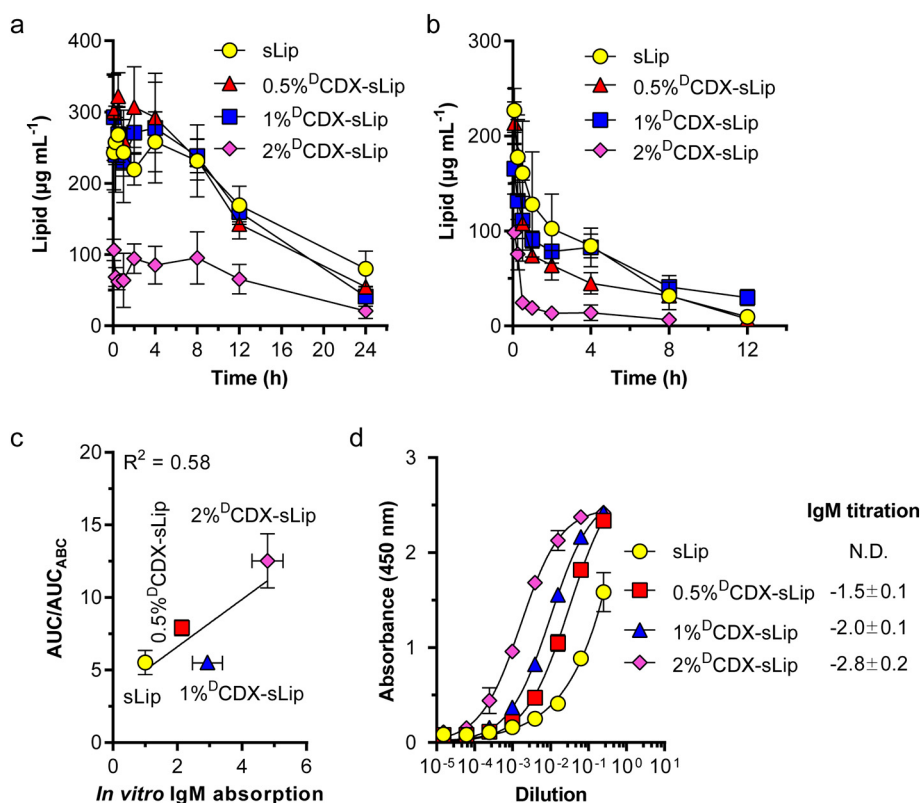 a
400
300
200
100
0
Lipid (µg mL⁻¹)
sLip
0.5%ᴰCDX-sLip
1%ᴰCDX-sLip
2%ᴰCDX-sLip
0 4 8 12 16 20 24
Time (h)
b
300
200
100
0
Lipid (µg mL⁻¹)
sLip
0.5%ᴰCDX-sLip
1%ᴰCDX-sLip
2%ᴰCDX-sLip
0 4 8 12
Time (h)
c
20
15
10
5
0
AUC/AUC_ABC
R² = 0.58
2%ᴰCDX-sLip
0.5%ᴰCDX-sLip
sLip
1%ᴰCDX-sLip
0 2 4 6
In vitro IgM absorption
d
3
2
1
0
Absorbance (450 nm)
10⁻⁵ 10⁻⁴ 10⁻³ 10⁻² 10⁻¹ 10⁰ 10¹
Dilution
IgM titration
sLip N.D.
0.5%ᴰCDX-sLip -1.5±0.1
1%ᴰCDX-sLip -2.0±0.1
2%ᴰCDX-sLip -2.8±0.2